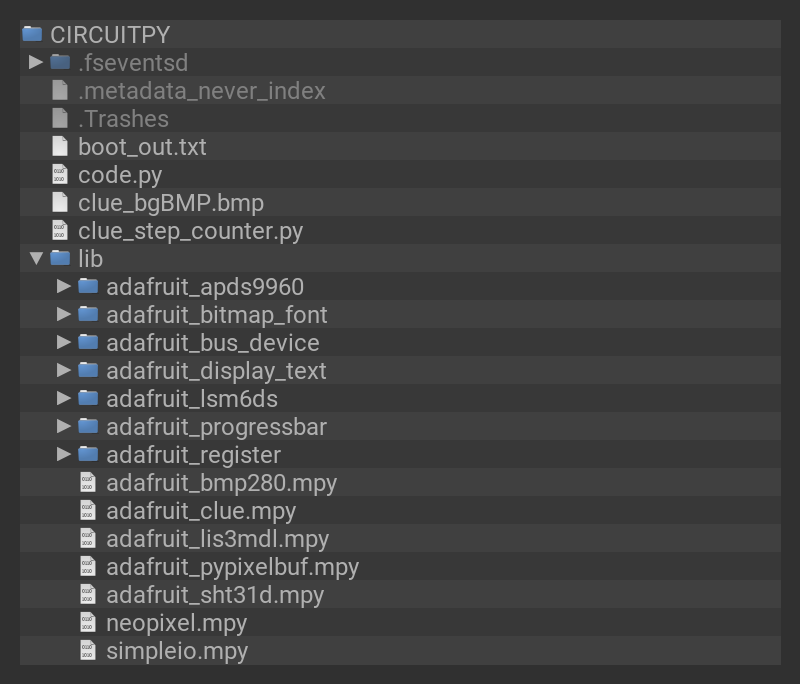 CIRCUITPY
.fseventsd
.metadata_never_index
.Trashes
boot_out.txt
code.py
clue_bgBMP.bmp
clue_step_counter.py
lib
adafruit_apds9960
adafruit_bitmap_font
adafruit_bus_device
adafruit_display_text
adafruit_lsm6ds
adafruit_progressbar
adafruit_register
adafruit_bmp280.mpy
adafruit_clue.mpy
adafruit_lis3mdl.mpy
adafruit_pypixelbuf.mpy
adafruit_sht31d.mpy
neopixel.mpy
simpleio.mpy